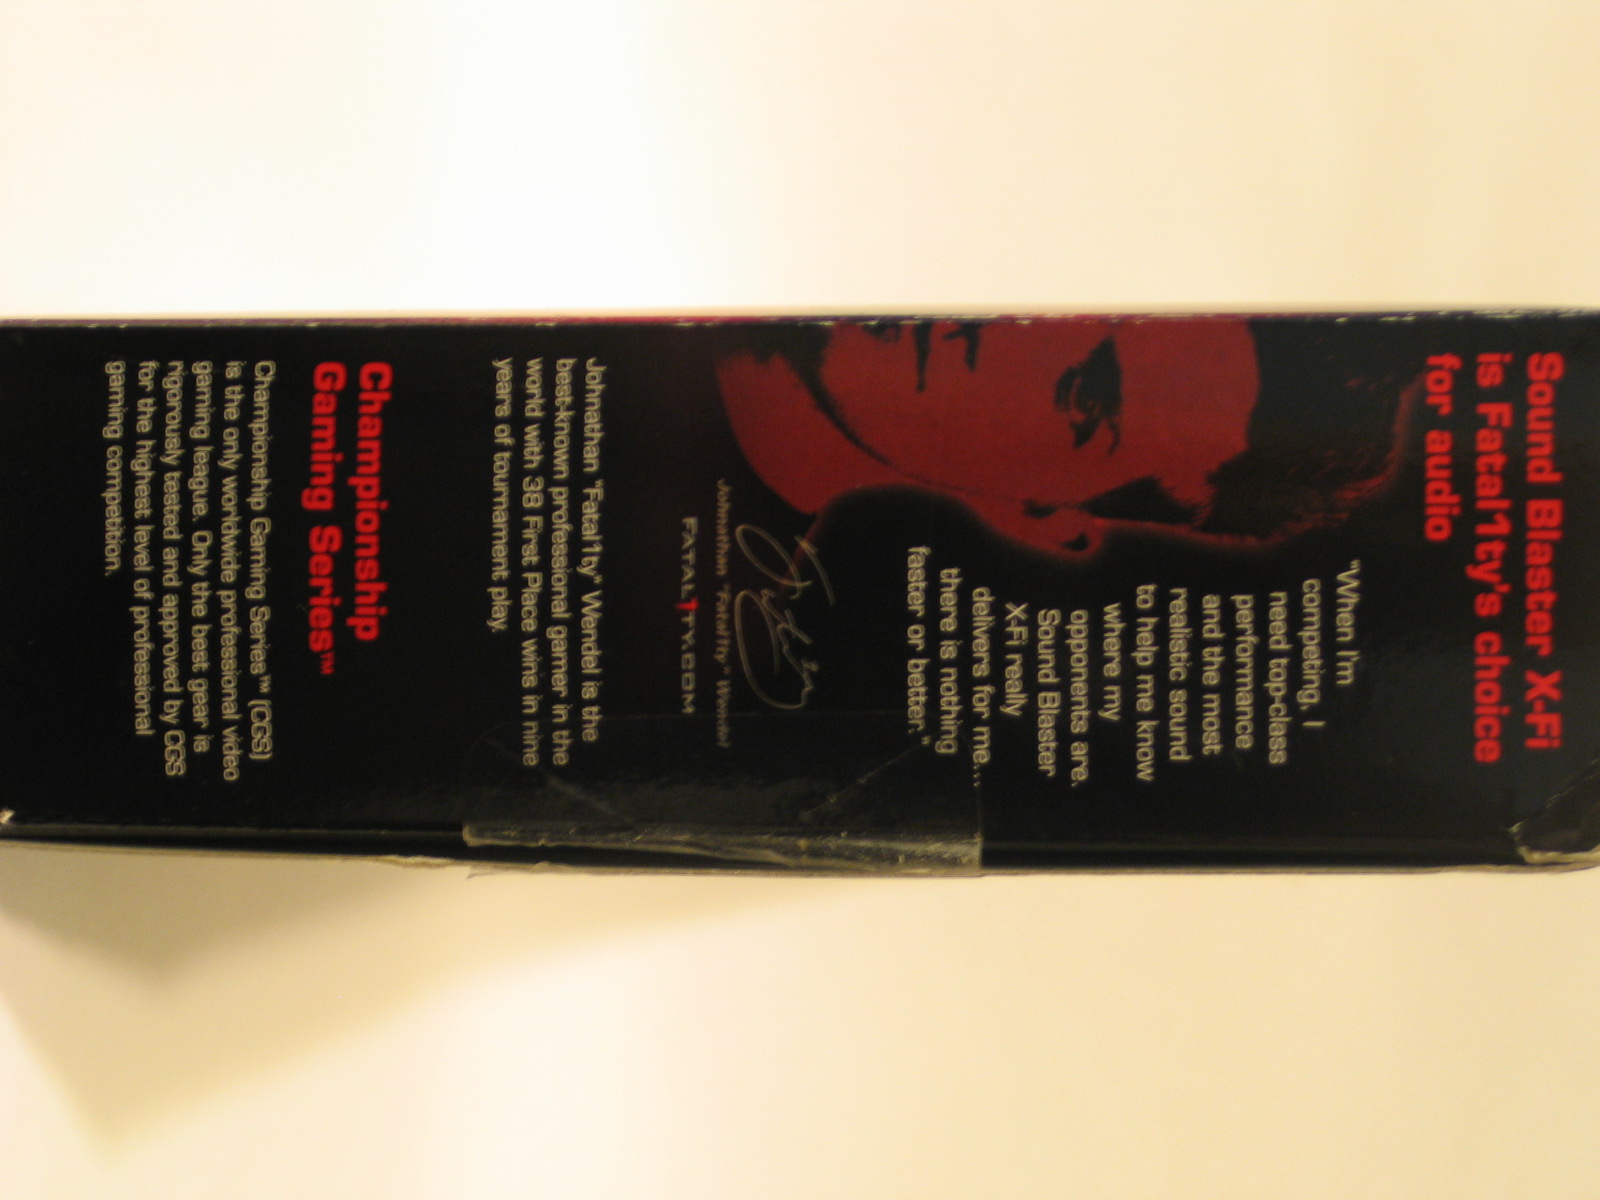 Sound Blaster X-Fi
is Fatal1ty's choice
for audio
"When I'm
competing, I
need top-class
performance
and the most
realistic sound
to help me know
where my
opponents are.
Sound Blaster
X-Fi really
delivers for me...
there is nothing
faster or better."
Johnathan "Fatal1ty" Wendel
FATAL1TY.COM
Johnathan "Fatal1ty" Wendel is the
best-known professional gamer in the
world with 38 First Place wins in nine
years of tournament play.
Championship
Gaming Series™
Championship Gaming Series™ (CGS)
is the only worldwide professional video
gaming league. Only the best gear is
rigorously tested and approved by CGS
for the highest level of professional
gaming competition.